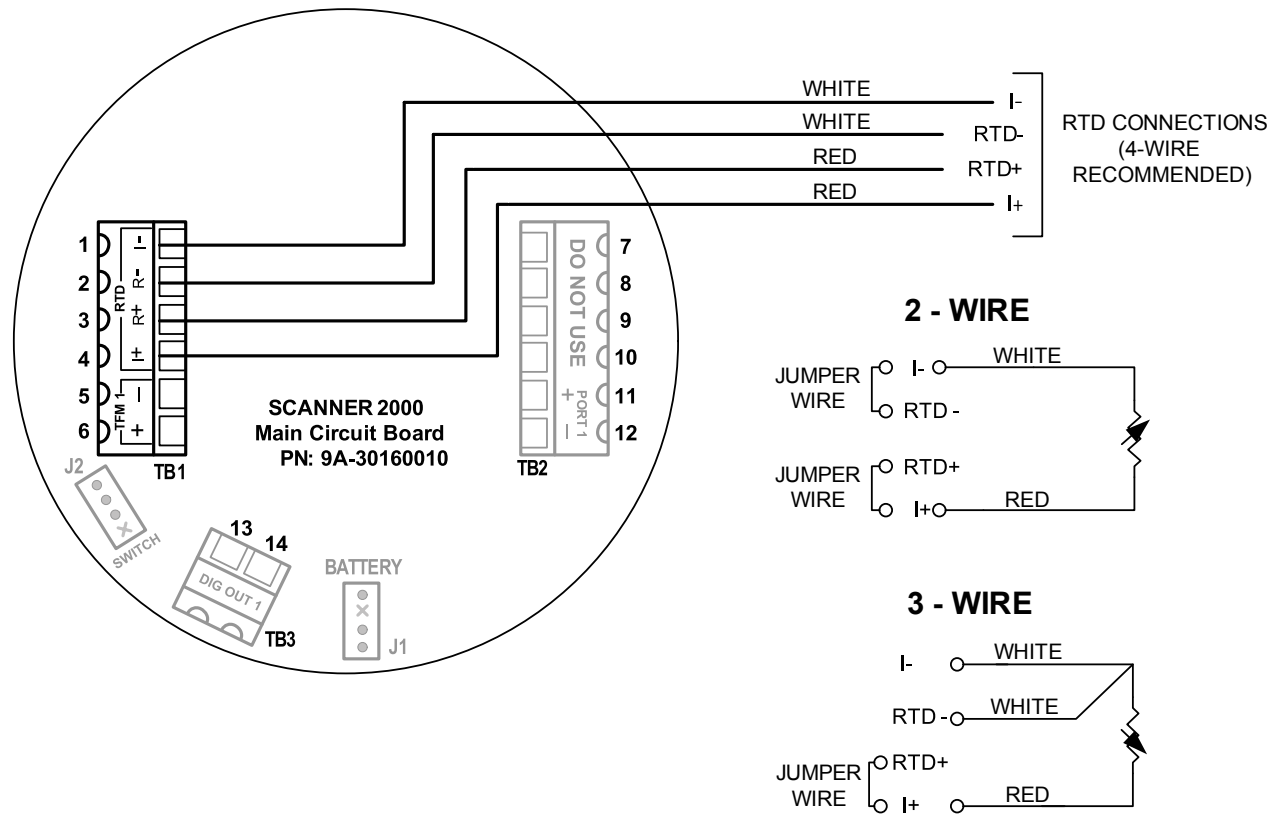 WHITE
I-
WHITE
RTD-
RED
RTD+
RED
I+
RTD CONNECTIONS
(4-WIRE
RECOMMENDED)
1
2
3
4
5
6
I-
R-
R+
I+
RTD
-
+
TFM 1
TB1
DO NOT USE
+
-
PORT 1
7
8
9
10
11
12
TB2
SCANNER 2000
Main Circuit Board
PN: 9A-30160010
J2
X
SWITCH
13
14
DIG OUT 1
TB3
BATTERY
X
J1
2 - WIRE
JUMPER
WIRE
I-
WHITE
RTD -
JUMPER
WIRE
RTD+
I+
RED
3 - WIRE
I-
WHITE
RTD -
WHITE
JUMPER
WIRE
RTD+
I+
RED